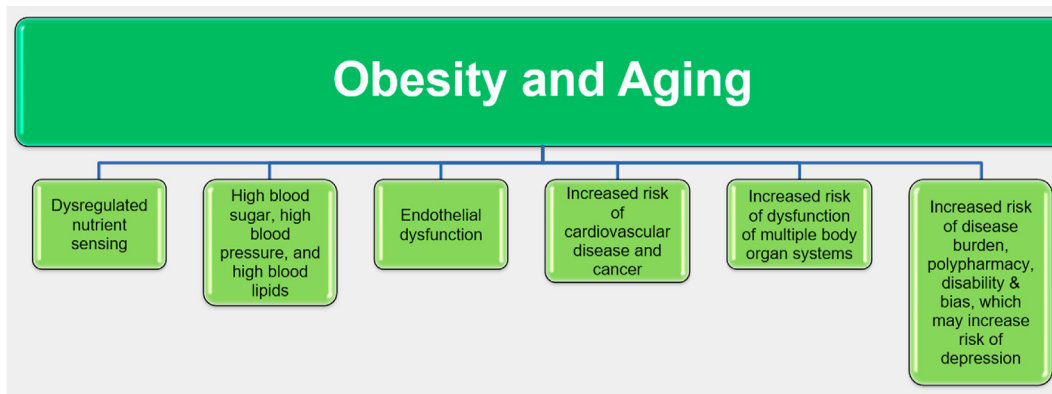 Obesity and Aging
Dysregulated
nutrient
sensing
High blood
sugar, high
blood
pressure, and
high blood
lipids
Endothelial
dysfunction
Increased risk
of
cardiovascular
disease and
cancer
Increased risk
of dysfunction
of multiple body
organ systems
Increased risk
of disease
burden,
polypharmacy,
disability &
bias, which
may increase
risk of
depression